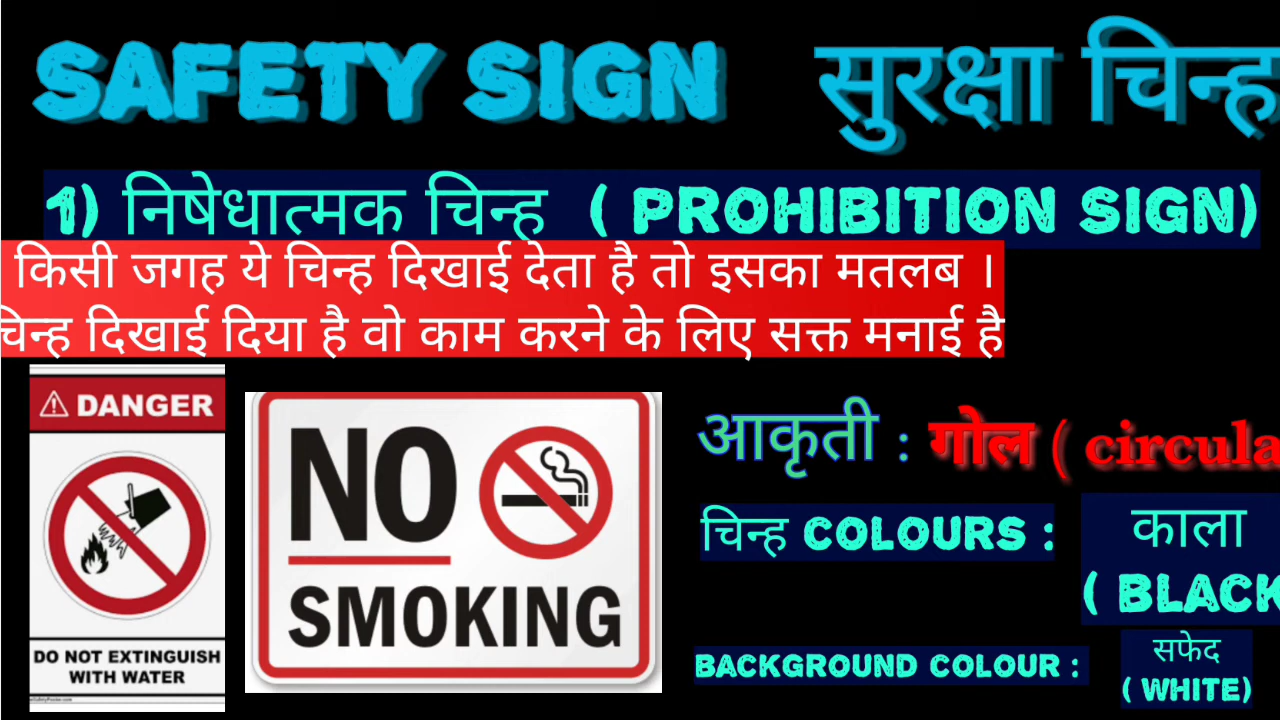 SAFETY SIGN सुरक्षा चिन्ह
1) निषेधात्मक चिन्ह ( PROHIBITION SIGN)
किसी जगह ये चिन्ह दिखाई देता है तो इसका मतलब ।
चिन्ह दिखाई दिया है वो काम करने के लिए सक्त मनाई है
DANGER
DO NOT EXTINGUISH
WITH WATER
NO
SMOKING
आकृती : गोल ( circula
चिन्ह COLOURS : काला
( BLACK
BACKGROUND COLOUR : सफेद
( WHITE)